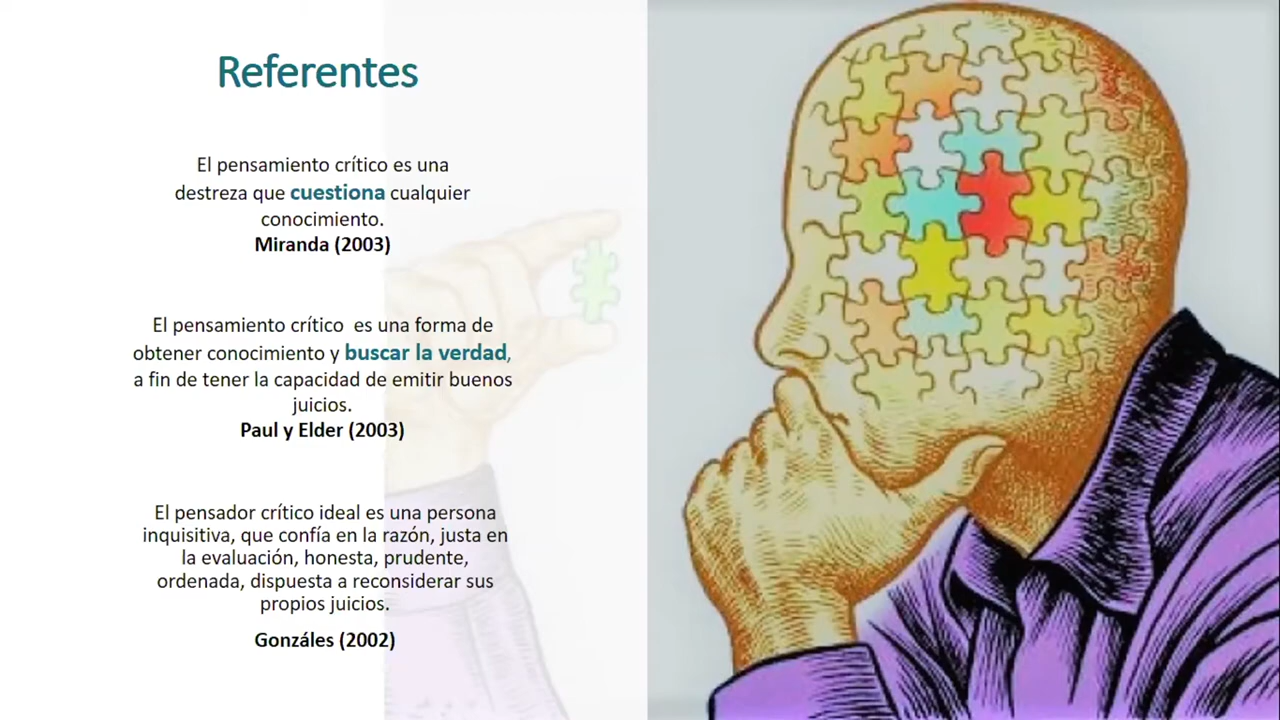 Referentes
El pensamiento crítico es una
destreza que cuestiona cualquier
conocimiento.
Miranda (2003)
El pensamiento crítico  es una forma de
obtener conocimiento y buscar la verdad,
a fin de tener la capacidad de emitir buenos
juicios.
Paul y Elder (2003)
El pensador crítico ideal es una persona
inquisitiva, que confía en la razón, justa en
la evaluación, honesta, prudente,
ordenada, dispuesta a reconsiderar sus
propios juicios.
Gonzáles (2002)